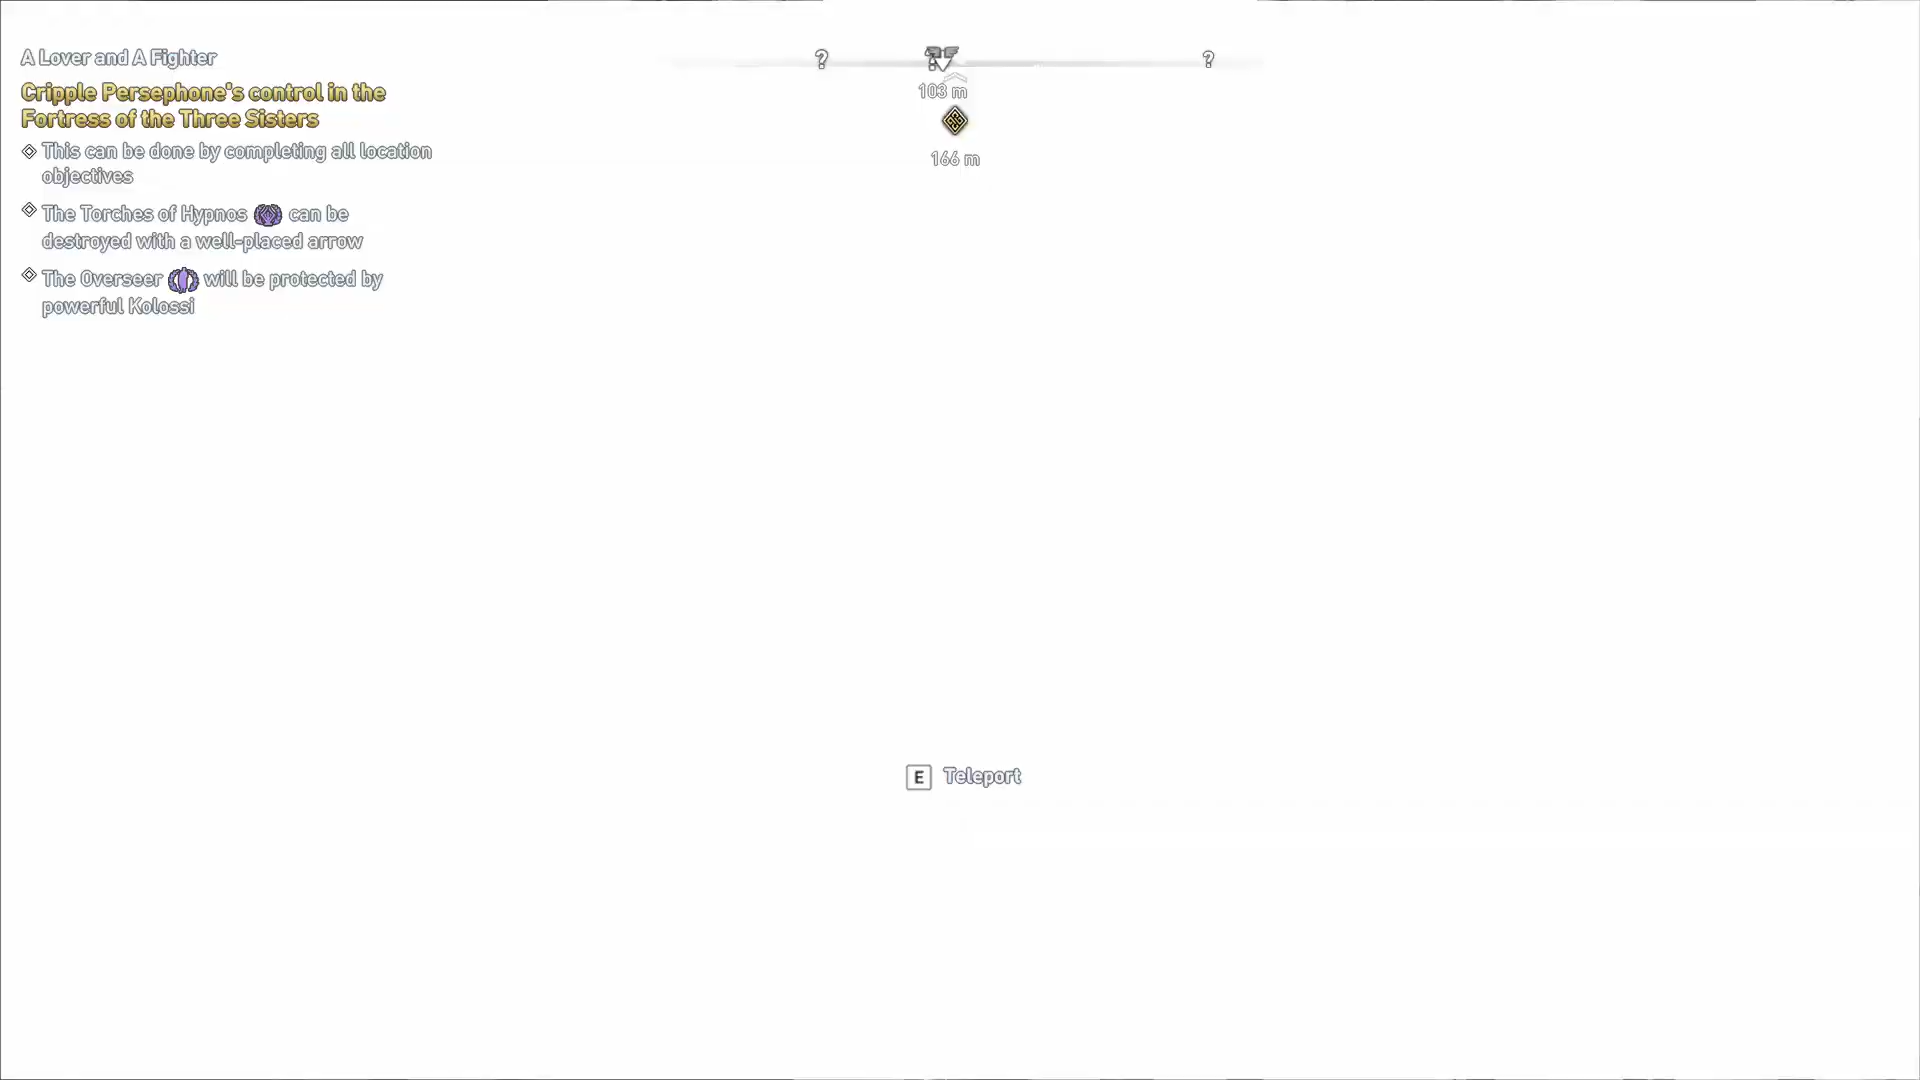 A Lover and A Fighter
Cripple Persephone's control in the
Fortress of the Three Sisters
This can be done by completing all location
objectives
The Torches of Hypnos can be
destroyed with a well-placed arrow
The Overseer will be protected by
powerful Kolossi
?
?
103 m
166 m
E Teleport